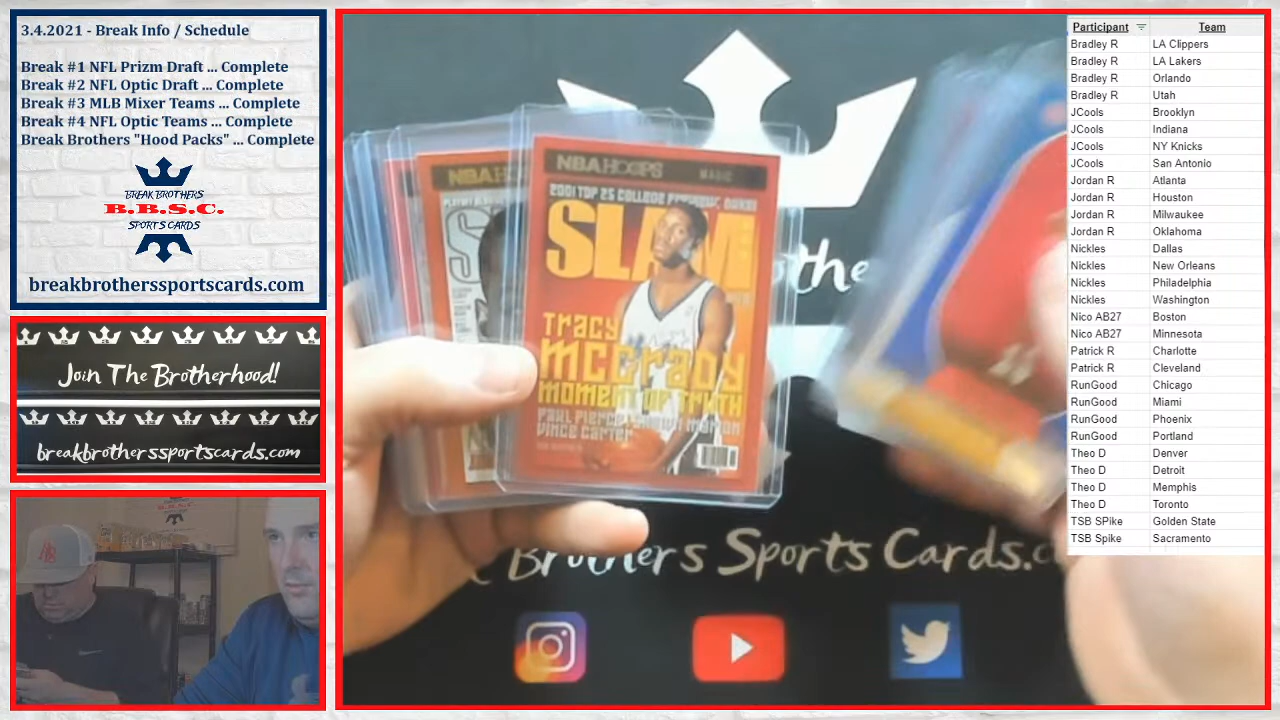 3.4.2021 - Break Info / Schedule
Break #1 NFL Prizm Draft ... Complete
Break #2 NFL Optic Draft ... Complete
Break #3 MLB Mixer Teams ... Complete
Break #4 NFL Optic Teams ... Complete
Break Brothers "Hood Packs" ... Complete
BREAK BROTHERS
B.B.S.C.
SPORTS CARDS
breakbrotherssportscards.com
Join The Brotherhood!
breakbrotherssportscards.com
NBA HOOPS MAGIC
2001 TOP 25 COLLEGE
SLAM
TRACY
MCGRADY
MOMENT OF TRUTH
PAUL PIERCE
VINCE CARTER
NBA H
the
Brothers Sports Cards.c
Participant Team
Bradley R LA Clippers
Bradley R LA Lakers
Bradley R Orlando
Bradley R Utah
JCools Brooklyn
JCools Indiana
JCools NY Knicks
JCools San Antonio
Jordan R Atlanta
Jordan R Houston
Jordan R Milwaukee
Jordan R Oklahoma
Nickles Dallas
Nickles New Orleans
Nickles Philadelphia
Nickles Washington
Nico AB27 Boston
Nico AB27 Minnesota
Patrick R Charlotte
Patrick R Cleveland
RunGood Chicago
RunGood Miami
RunGood Phoenix
RunGood Portland
Theo D Denver
Theo D Detroit
Theo D Memphis
Theo D Toronto
TSB SPike Golden State
TSB Spike Sacramento